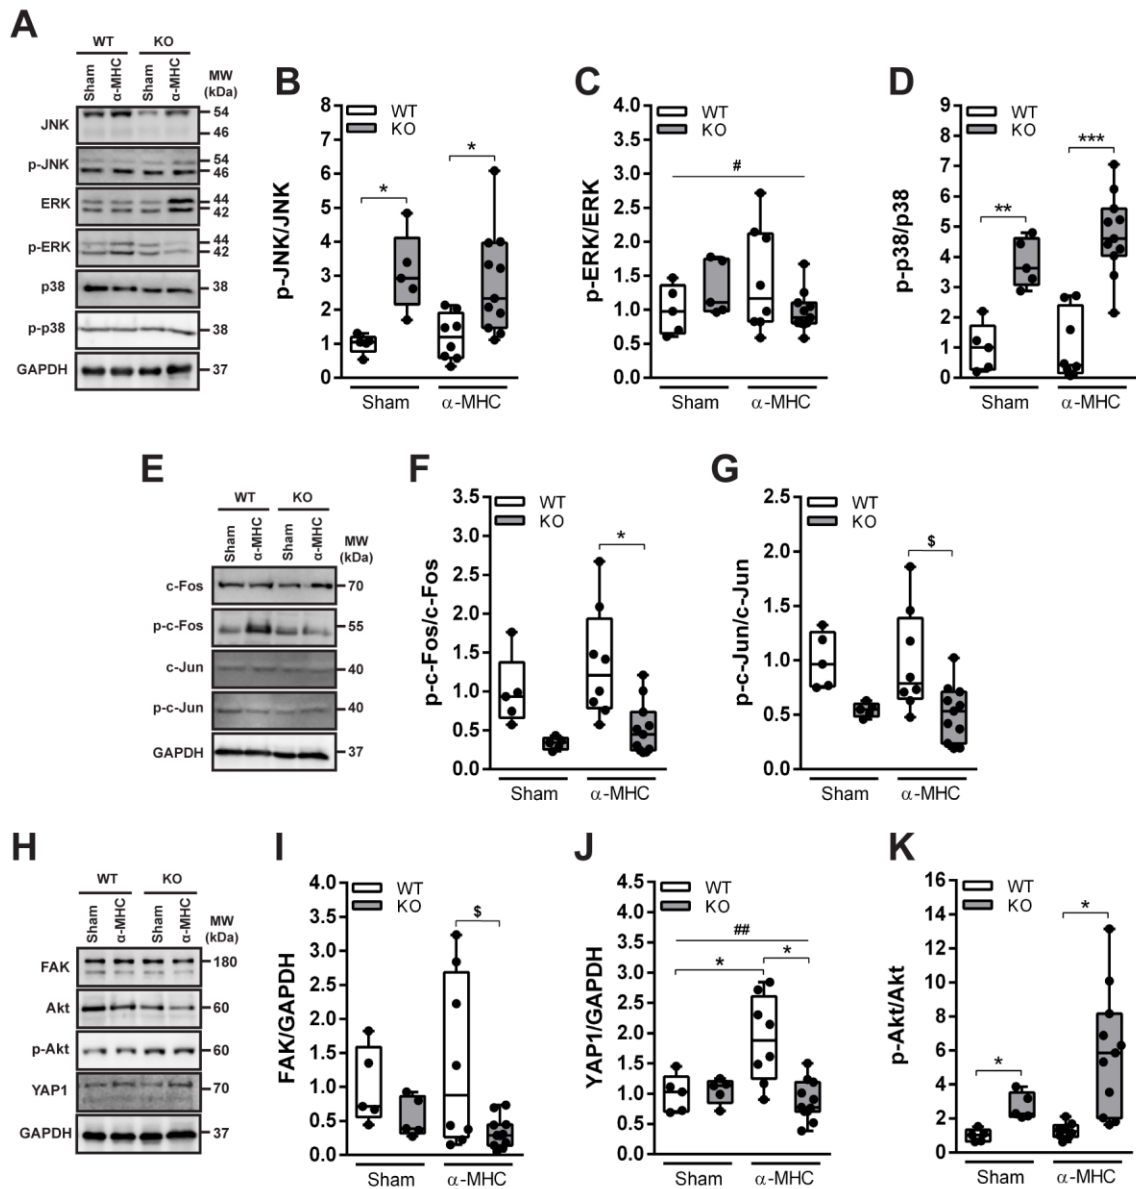 A
WT KO
Sham α-MHC Sham α-MHC MW (kDa)
JNK 54
46
p-JNK 54
46
ERK 44
42
p-ERK 44
42
p38 38
p-p38 38
GAPDH 37
B
p-JNK/JNK
8
7
6
5
4
3
2
1
0
WT
KO
* *
Sham α-MHC
C
p-ERK/ERK
4.0
3.5
3.0
2.5
2.0
1.5
1.0
0.5
0.0
WT
KO
#
Sham α-MHC
D
p-p38/p38
9
8
7
6
5
4
3
2
1
0
WT
KO
** ***
Sham α-MHC
E
WT KO
Sham α-MHC Sham α-MHC MW (kDa)
c-Fos 70
p-c-Fos 55
c-Jun 40
p-c-Jun 40
GAPDH 37
F
p-c-Fos/c-Fos
3.5
3.0
2.5
2.0
1.5
1.0
0.5
0.0
WT
KO
*
Sham α-MHC
G
p-c-Jun/c-Jun
2.5
2.0
1.5
1.0
0.5
0.0
WT
KO
$
Sham α-MHC
H
WT KO
Sham α-MHC Sham α-MHC MW (kDa)
FAK 180
Akt 60
p-Akt 60
YAP1 70
GAPDH 37
I
FAK/GAPDH
4.0
3.5
3.0
2.5
2.0
1.5
1.0
0.5
0.0
WT
KO
$
Sham α-MHC
J
YAP1/GAPDH
4.5
4.0
3.5
3.0
2.5
2.0
1.5
1.0
0.5
0.0
WT
KO
##
* *
Sham α-MHC
K
p-Akt/Akt
16
14
12
10
8
6
4
2
0
WT
KO
* *
Sham α-MHC